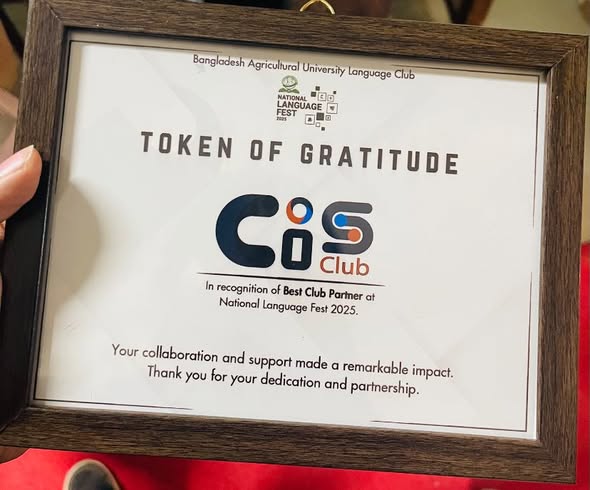 Bangladesh Agricultural University Language Club
NATIONAL
LANGUAGE
FEST
2025
TOKEN OF GRATITUDE
CiS
Club
In recognition of Best Club Partner at
National Language Fest 2025.
Your collaboration and support made a remarkable impact.
Thank you for your dedication and partnership.